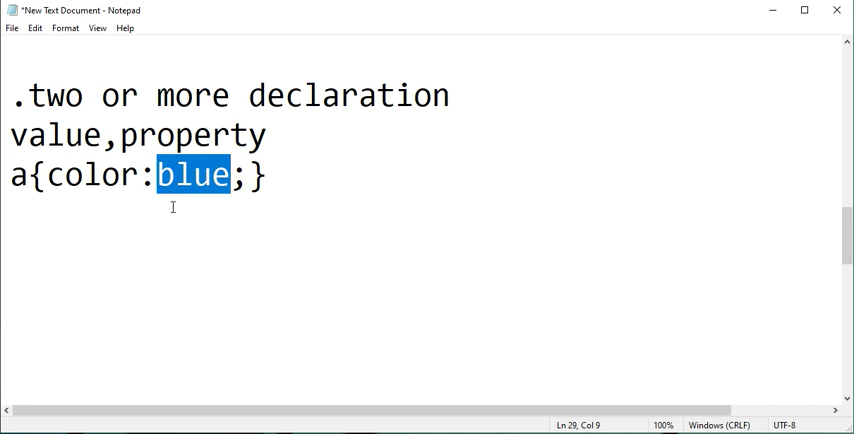 *New Text Document - Notepad
File Edit Format View Help
.two or more declaration
value,property
a{color:blue;}
Ln 29, Col 9 100% Windows (CRLF) UTF-8